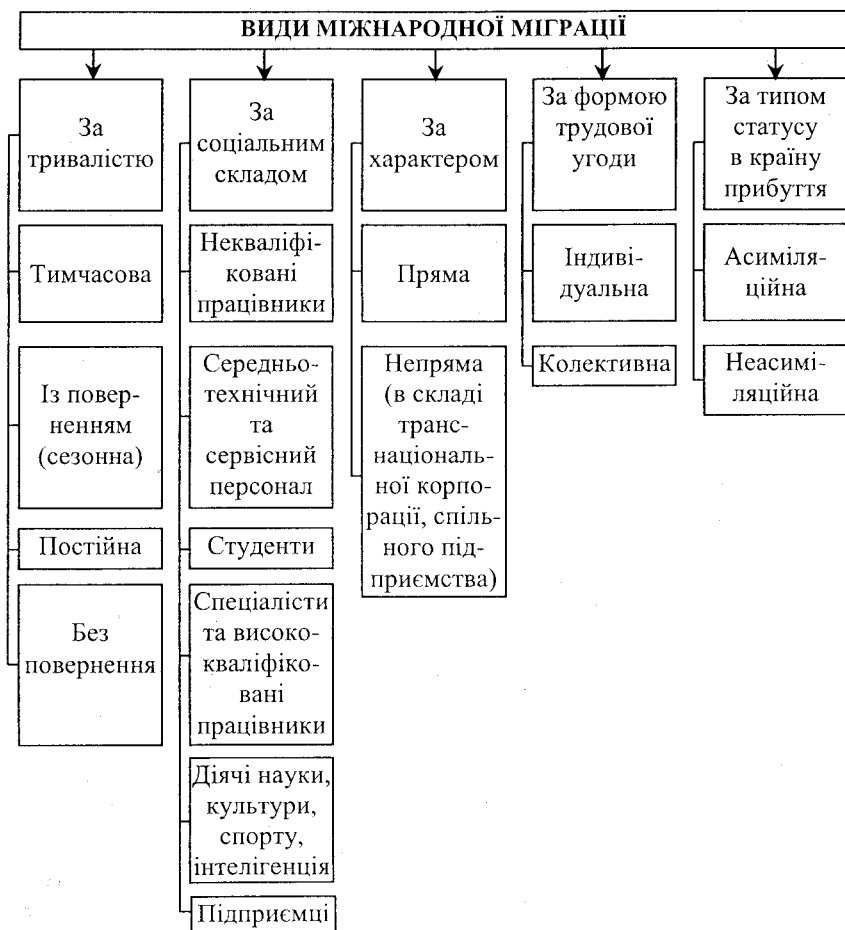 ВИДИ МІЖНАРОДНОЇ МІГРАЦІЇ
За
тривалістю
Тимчасова
Із повер-
ненням
(сезонна)
Постійна
Без
повернення
За
соціальним
складом
Некваліфі-
ковані
працівники
Середньо-
технічний
та
сервісний
персонал
Студенти
Спеціалісти
та високо-
кваліфіко-
вані
працівники
Діячі науки,
культури,
спорту,
інтелігенція
Підприємці
За
характером
Пряма
Непряма
(в складі
транс-
національ-
ної корпо-
рації, спіль-
ного під-
приємства)
За формою
трудової
угоди
Індиві-
дуальна
Колективна
За типом
статусу
в країну
прибуття
Асиміля-
ційна
Неасимі-
ляційна